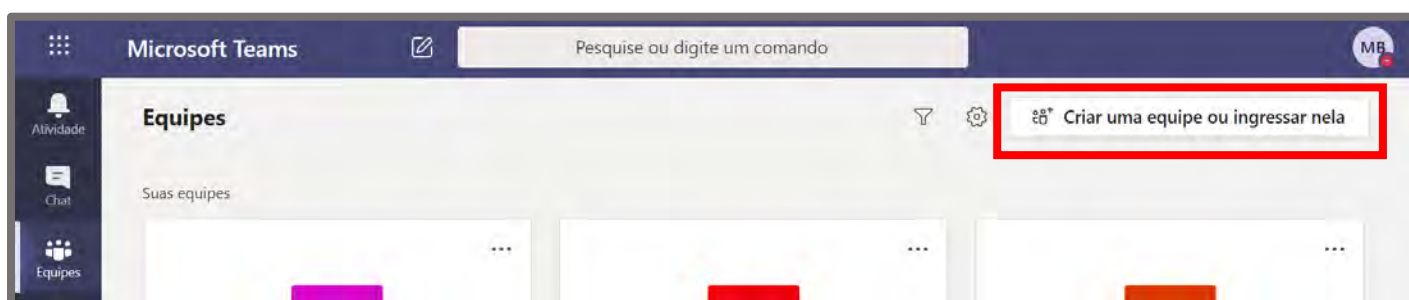 Microsoft Teams
Pesquise ou digite um comando
MB
Atividade
Equipes
Criar uma equipe ou ingressar nela
Chat
Suas equipes
Equipes